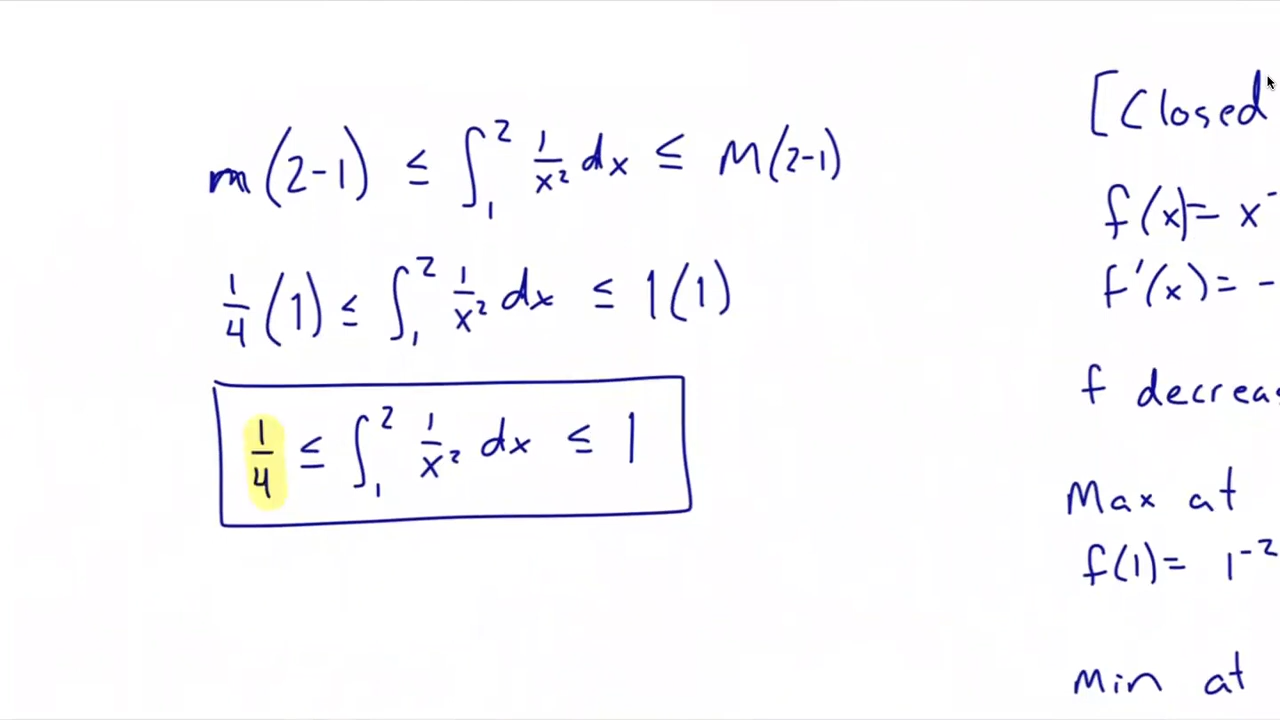 m(2-1) ≤ ∫₁² 1/x² dx ≤ M(2-1)
1/4 (1) ≤ ∫₁² 1/x² dx ≤ 1(1)
1/4 ≤ ∫₁² 1/x² dx ≤ 1
[Closed
f(x)= x⁻
f'(x)= -
f decreas
Max at
f(1)= 1⁻²
Min at